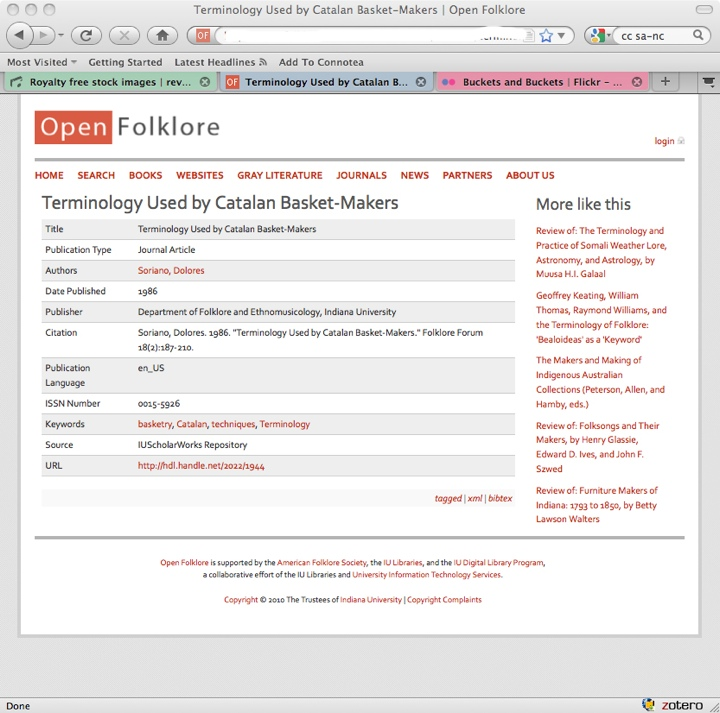 Terminology Used by Catalan Basket-Makers | Open Folklore
OF
cc sa-nc
Most Visited Getting Started Latest Headlines Add To Connotea
Royalty free stock images | rev... OF Terminology Used by Catalan B... Buckets and Buckets | Flickr – ...
Open Folklore
login
HOME SEARCH BOOKS WEBSITES GRAY LITERATURE JOURNALS NEWS PARTNERS ABOUT US
Terminology Used by Catalan Basket-Makers
Title Terminology Used by Catalan Basket-Makers
Publication Type Journal Article
Authors Soriano, Dolores
Date Published 1986
Publisher Department of Folklore and Ethnomusicology, Indiana University
Citation Soriano, Dolores. 1986. "Terminology Used by Catalan Basket-Makers." Folklore Forum
18(2):187-210.
Publication
Language en_US
ISSN Number 0015-5926
Keywords basketry, Catalan, techniques, Terminology
Source IUScholarWorks Repository
URL http://hdl.handle.net/2022/1944
tagged | xml | bibtex
More like this
Review of: The Terminology and
Practice of Somali Weather Lore,
Astronomy, and Astrology, by
Muusa H.I. Galaal
Geoffrey Keating, William
Thomas, Raymond Williams, and
the Terminology of Folklore:
'Bealoideas' as a 'Keyword'
The Makers and Making of
Indigenous Australian
Collections (Peterson, Allen, and
Hamby, eds.)
Review of: Folksongs and Their
Makers, by Henry Glassie,
Edward D. Ives, and John F.
Szwed
Review of: Furniture Makers of
Indiana: 1793 to 1850, by Betty
Lawson Walters
Open Folklore is supported by the American Folklore Society, the IU Libraries, and the IU Digital Library Program,
a collaborative effort of the IU Libraries and University Information Technology Services.
Copyright © 2010 The Trustees of Indiana University | Copyright Complaints
Done zotero